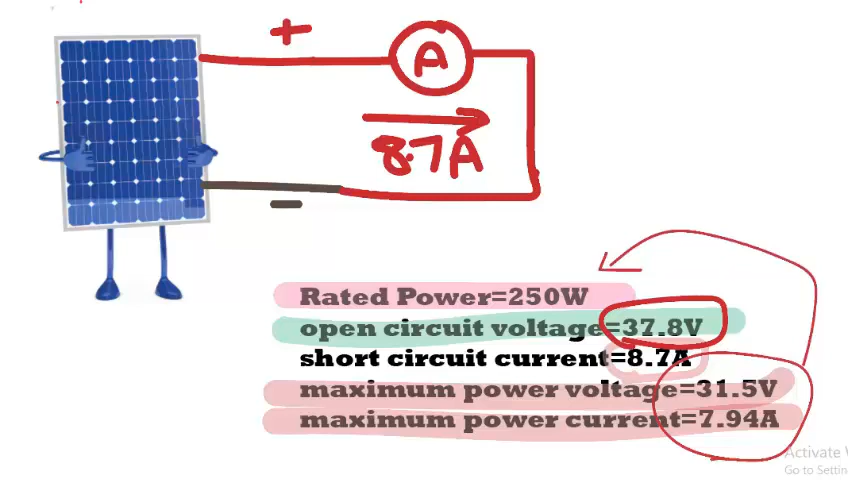 +
A
8.7A
-
Rated Power=250W
open circuit voltage=37.8V
short circuit current=8.7A
maximum power voltage=31.5V
maximum power current=7.94A
Activate
Go to Settin